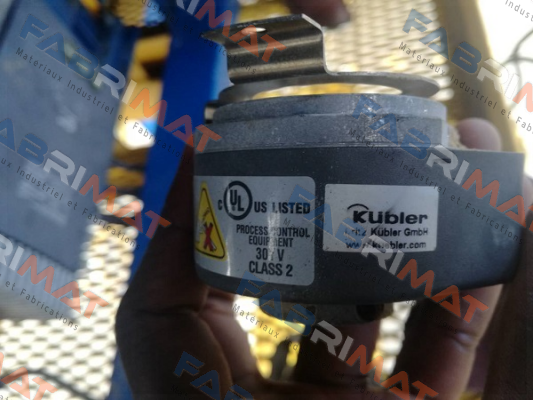 FABRIMAT
Materiaux Industriel et Fabrications
C UL US LISTED
PROCESS CONTROL
EQUIPMENT
30 V
CLASS 2
Kübler
Fritz Kübler GmbH
www.kuebler.com